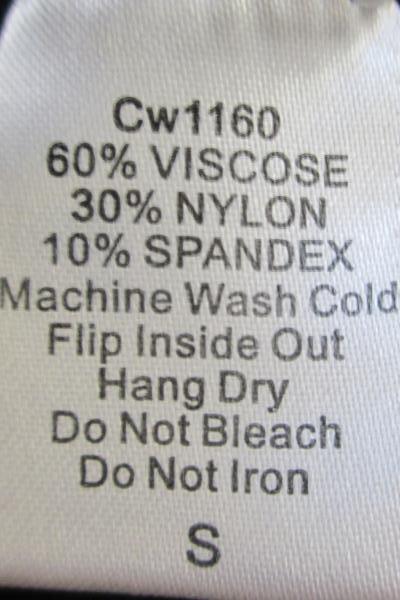 Cw1160
60% VISCOSE
30% NYLON
10% SPANDEX
Machine Wash Cold
Flip Inside Out
Hang Dry
Do Not Bleach
Do Not Iron
S